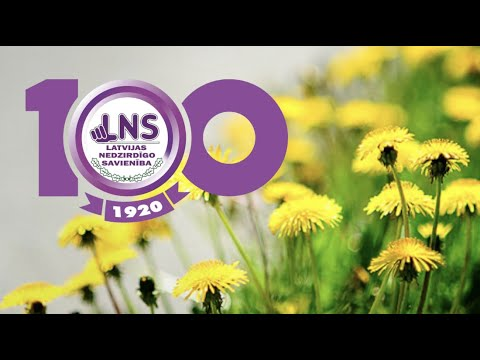 100
LNS
LATVIJAS
NEDZIRDĪGO
SAVIENĪBA
1920